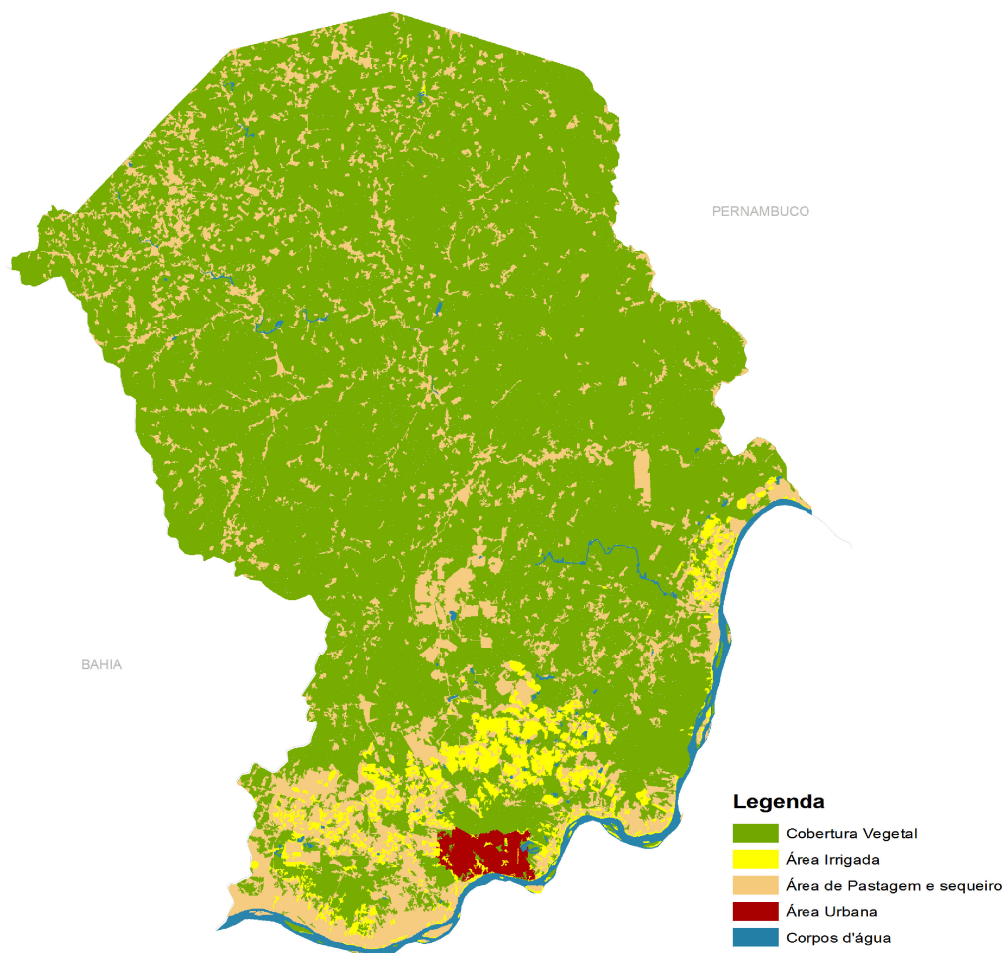 PERNAMBUCO
BAHIA
Legenda
Cobertura Vegetal
Área Irrigada
Área de Pastagem e sequeiro
Área Urbana
Corpos d'água